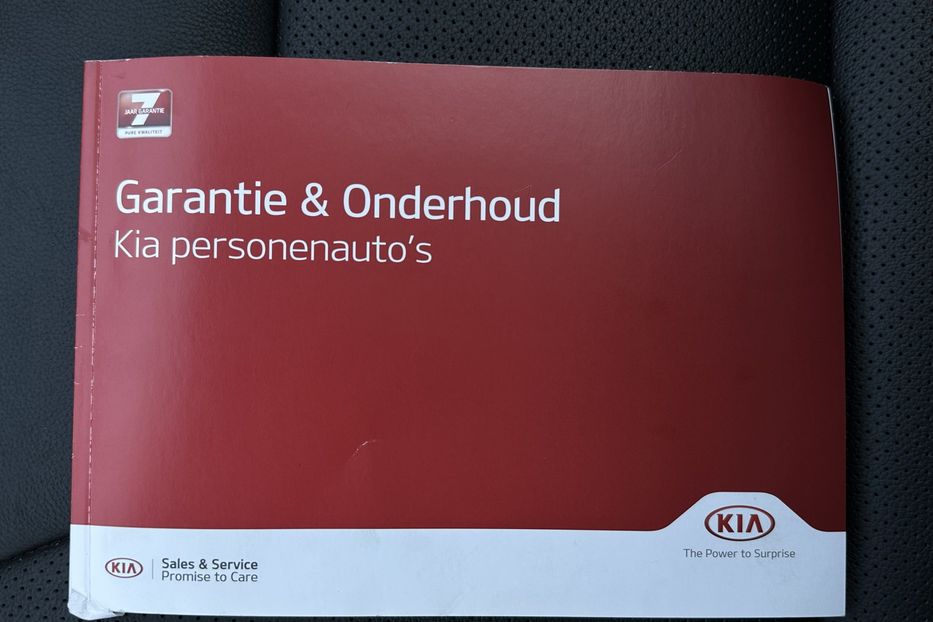 7
JAAR GARANTIE
PURE KWALITEIT
Garantie & Onderhoud
Kia personenauto's
KIA
The Power to Surprise
KIA
Sales & Service
Promise to Care